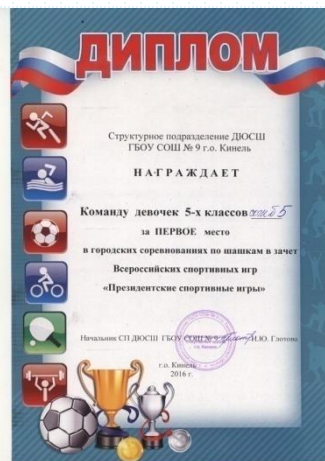 ДИПЛОМ
Структурное подразделение ДЮСШ
ГБОУ СОШ № 9 г.о. Кинель
НАГРАЖДАЕТ
Команду девочек 5-х классов
за ПЕРВОЕ место
в городских соревнованиях по шашкам в зачет
Всероссийских спортивных игр
«Президентские спортивные игры»
Начальник СП ДЮСШ ГБОУ СОШ № 9
г.о. Кинель
2016 г.